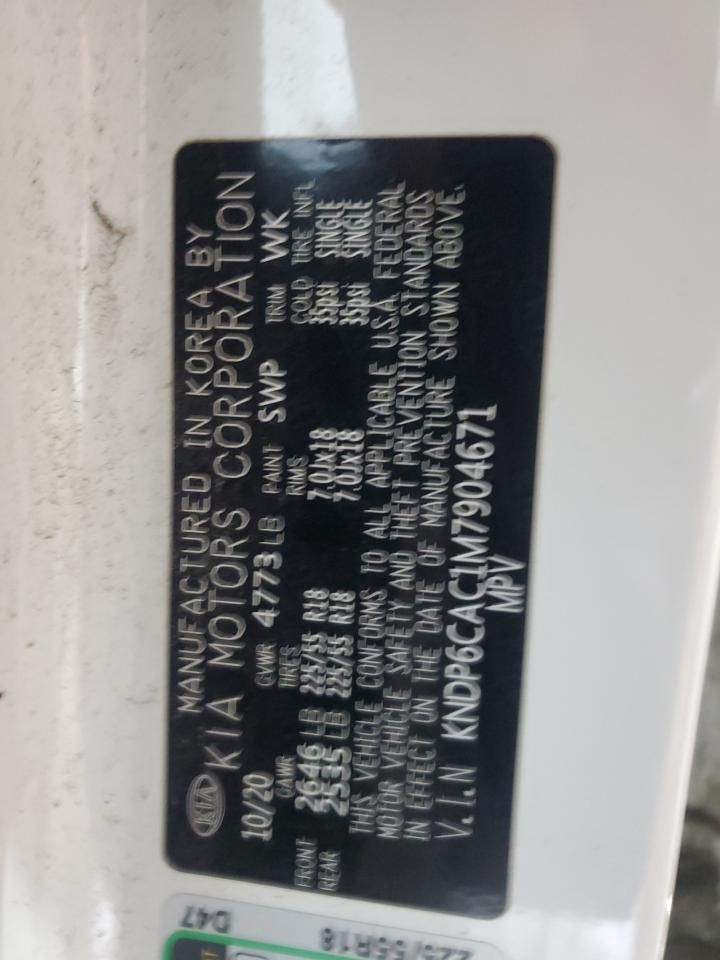 KIA
MANUFACTURED IN KOREA BY
KIA MOTORS CORPORATION
10/20 GVWR 4773LB PAINT SWP TRIM WK
GAWR TIRES RIMS COLD TIRE INFL.
FRONT 2646LB 225/55 R18 7.0Jx18 35psi SINGLE
REAR 2535LB 225/55 R18 7.0Jx18 35psi SINGLE
THIS VEHICLE CONFORMS TO ALL APPLICABLE U.S.A. FEDERAL
MOTOR VEHICLE SAFETY AND THEFT PREVENTION STANDARDS
IN EFFECT ON THE DATE OF MANUFACTURE SHOWN ABOVE.
V.I.N KNDP6CAC1M7904671
MPV
225/55R18
D47